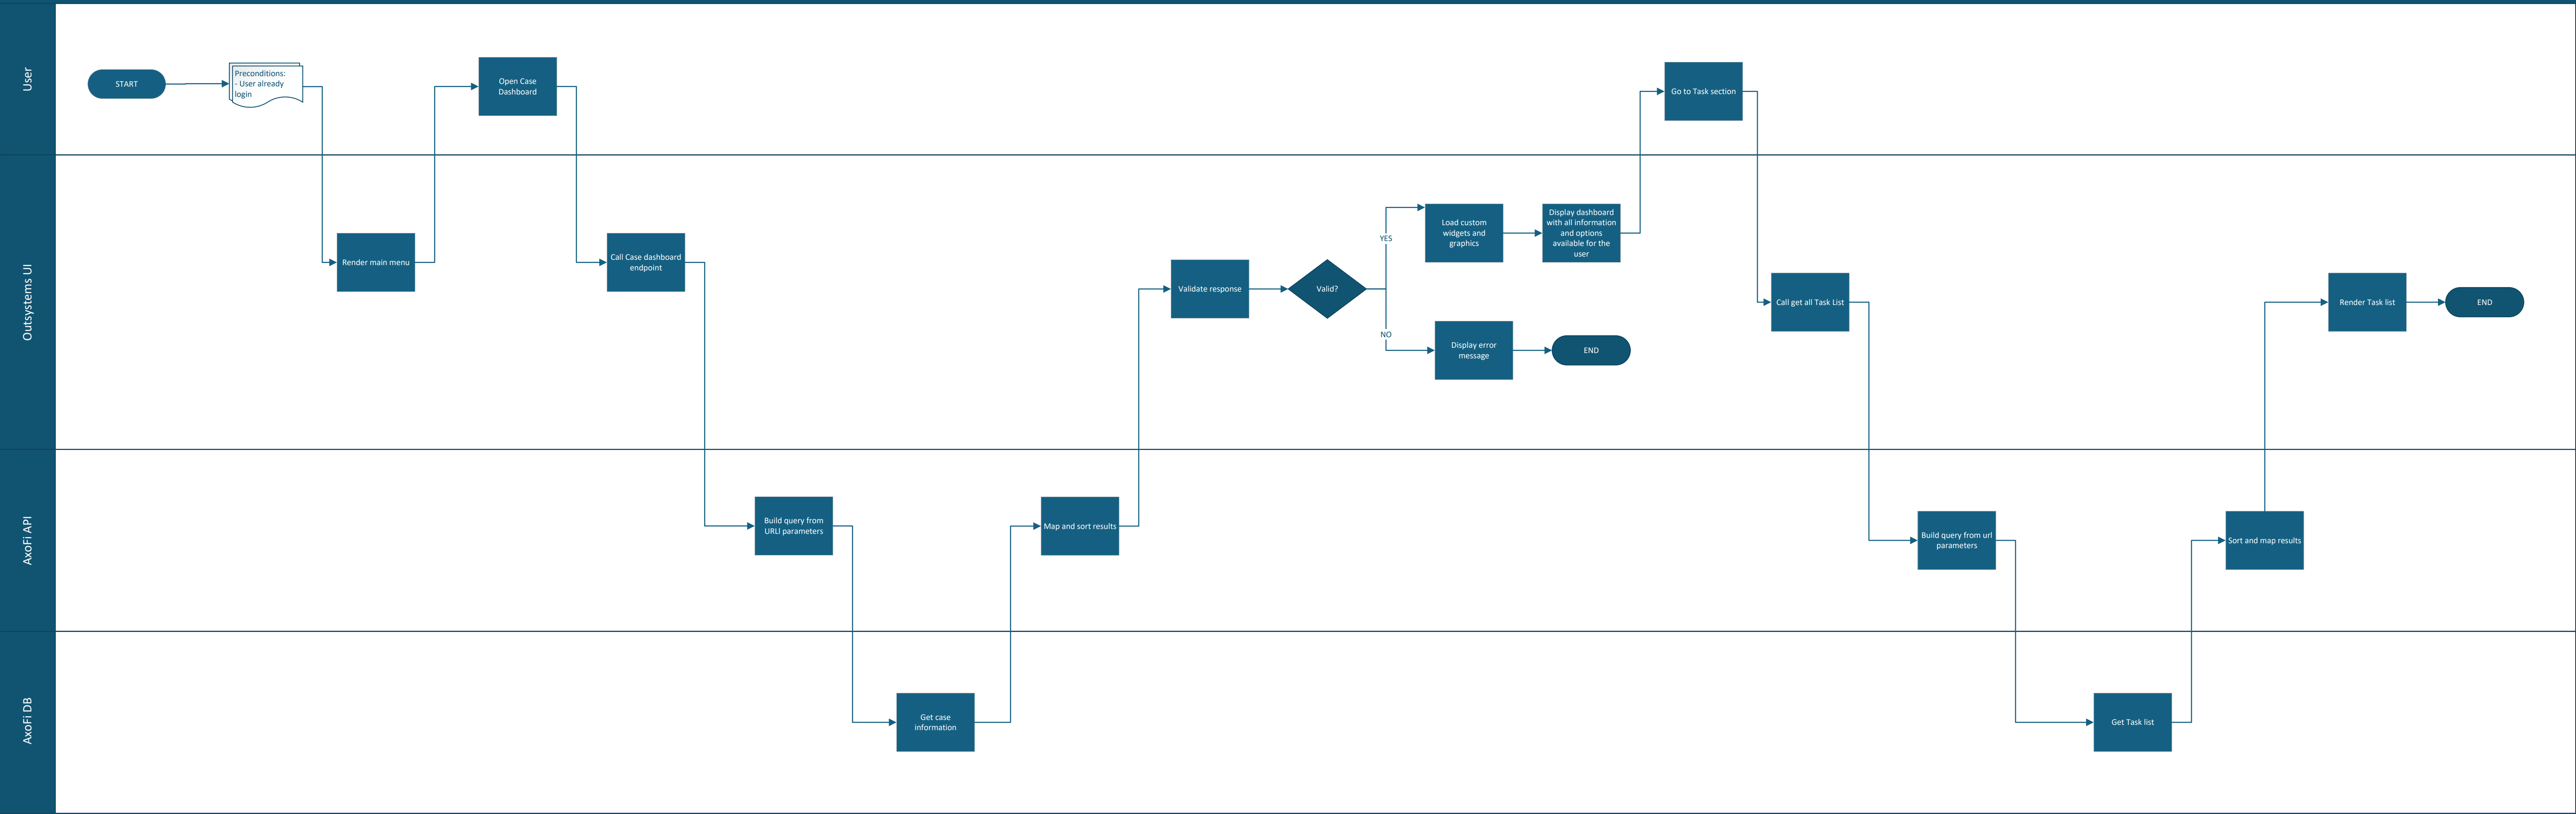 User
START
Preconditions:
- User already
login
Open Case
Dashboard
Go to Task section
Outsystems UI
Render main menu
Call Case dashboard
endpoint
Validate response
Valid?
YES
NO
Load custom
widgets and
graphics
Display dashboard
with all information
and options
available for the
user
Display error
message
END
Call get all Task List
Render Task list
END
AxoFi API
Build query from
URLl parameters
Map and sort results
Build query from url
parameters
Sort and map results
AxoFi DB
Get case
information
Get Task list